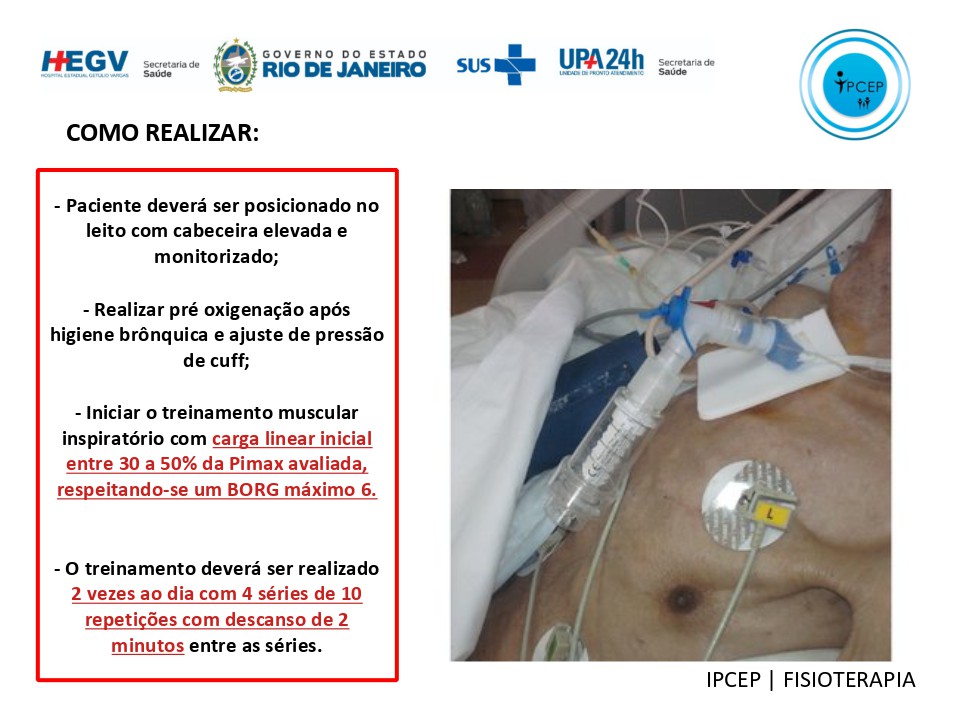 HEGV
HOSPITAL ESTADUAL GETÚLIO VARGAS
Secretaria de
Saúde
GOVERNO DO ESTADO
RIO DE JANEIRO
SUS
UPA 24h
UNIDADE DE PRONTO ATENDIMENTO
Secretaria de
Saúde
IPCEP
COMO REALIZAR:
- Paciente deverá ser posicionado no
leito com cabeceira elevada e
monitorizado;
- Realizar pré oxigenação após
higiene brônquica e ajuste de pressão
de cuff;
- Iniciar o treinamento muscular
inspiratório com carga linear inicial
entre 30 a 50% da Pimax avaliada,
respeitando-se um BORG máximo 6.
- O treinamento deverá ser realizado
2 vezes ao dia com 4 séries de 10
repetições com descanso de 2
minutos entre as séries.
L
IPCEP | FISIOTERAPIA